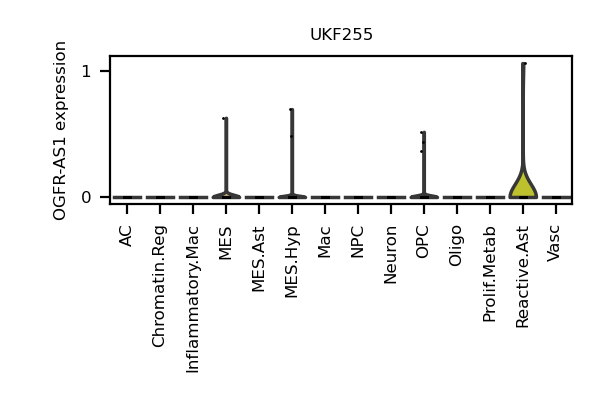 UKF255
OGFR-AS1 expression
1
0
AC
Chromatin.Reg
Inflammatory.Mac
MES
MES.Ast
MES.Hyp
Mac
NPC
Neuron
OPC
Oligo
Prolif.Metab
Reactive.Ast
Vasc